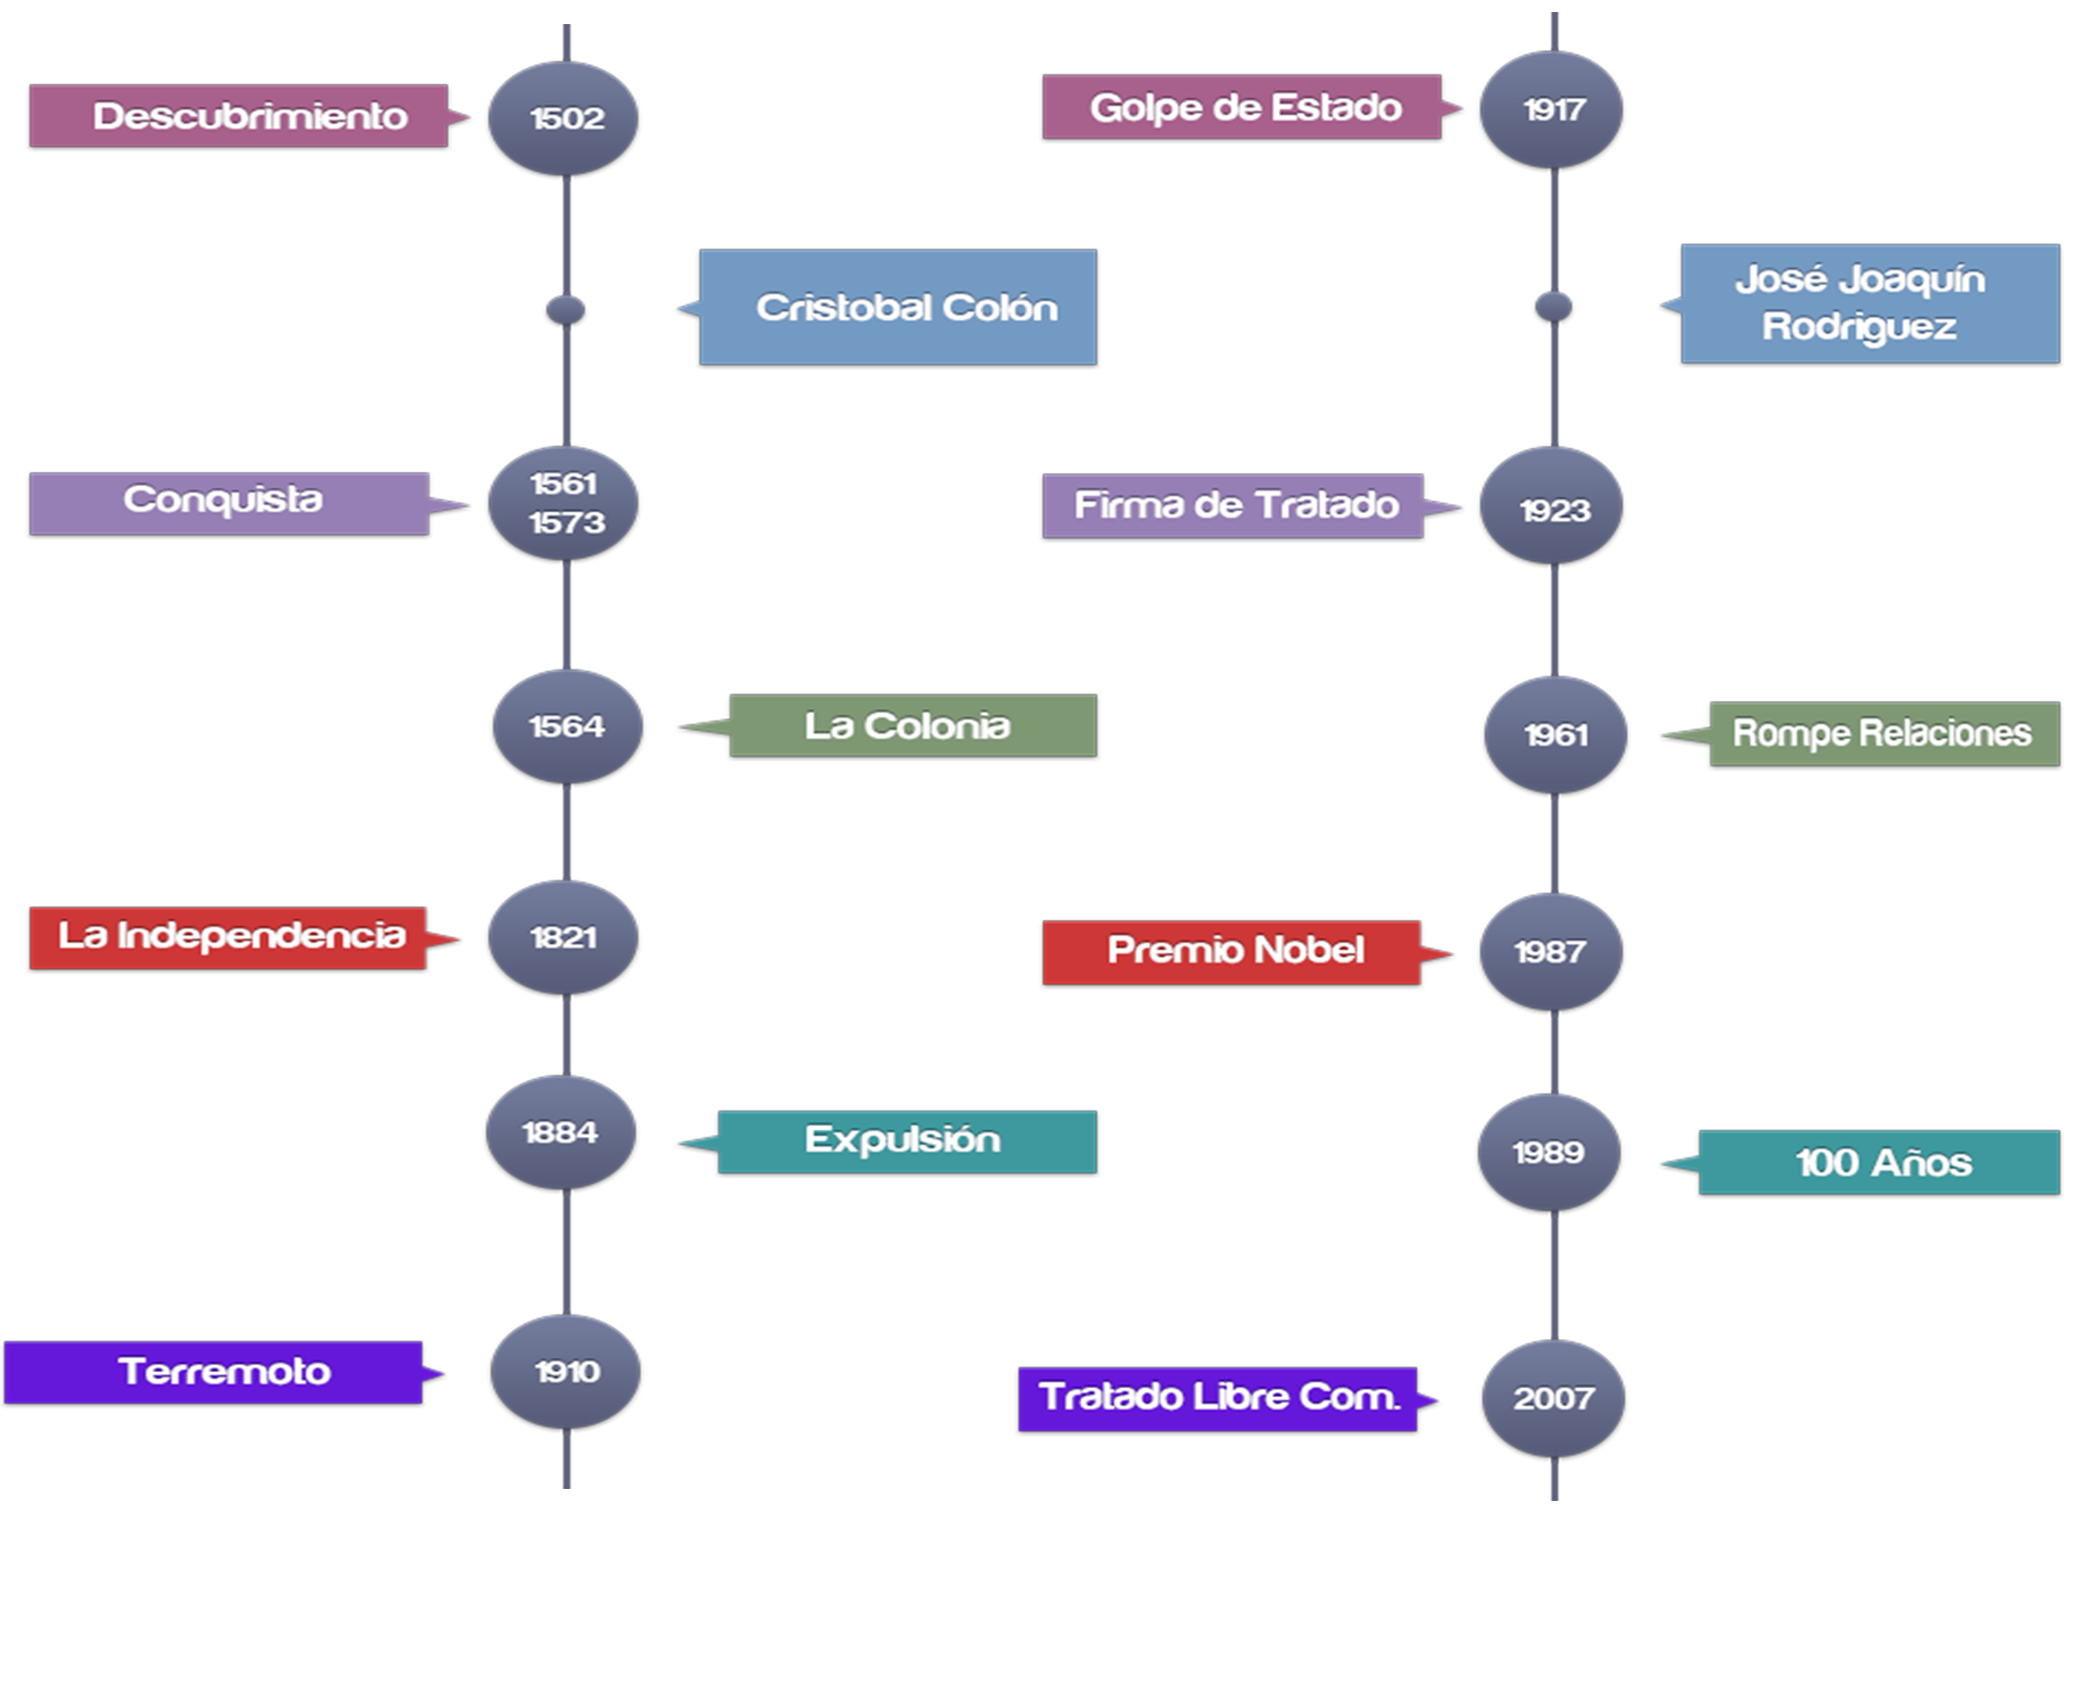 Descubrimiento
1502
Cristobal Colón
Conquista
1561
1573
1564
La Colonia
La Independencia
1821
1884
Expulsión
Terremoto
1910
Golpe de Estado
1917
José Joaquín
Rodriguez
Firma de Tratado
1923
1961
Rompe Relaciones
Premio Nobel
1987
1989
100 Años
Tratado Libre Com.
2007